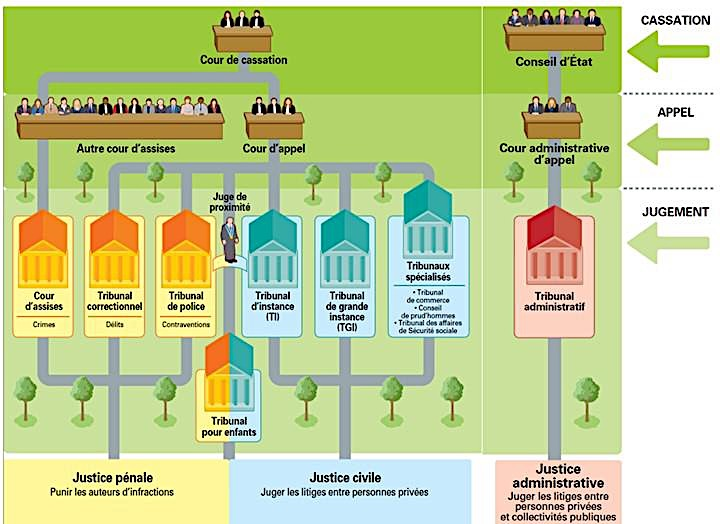 CASSATION
Cour de cassation
Conseil d'État
APPEL
Autre cour d'assises
Cour d'appel
Cour administrative
d'appel
JUGEMENT
Juge de
proximité
Cour
d'assises
Crimes
Tribunal
correctionnel
Délits
Tribunal
de police
Contraventions
Tribunal
d'instance
(TI)
Tribunal
de grande
instance
(TGI)
Tribunaux
spécialisés
• Tribunal
de commerce
• Conseil
de prud'hommes
• Tribunal des affaires
de Sécurité sociale
Tribunal
administratif
Tribunal
pour enfants
Justice pénale
Punir les auteurs d'infractions
Justice civile
Juger les litiges entre personnes privées
Justice
administrative
Juger les litiges entre
personnes privées
et collectivités publiques